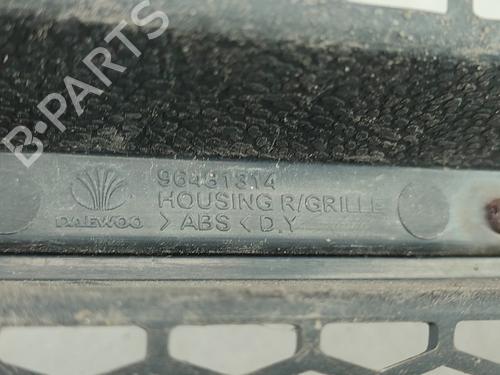 B-PARTS
96481314
HOUSING R/GRILLE
DAEWOO
> ABS < D.Y